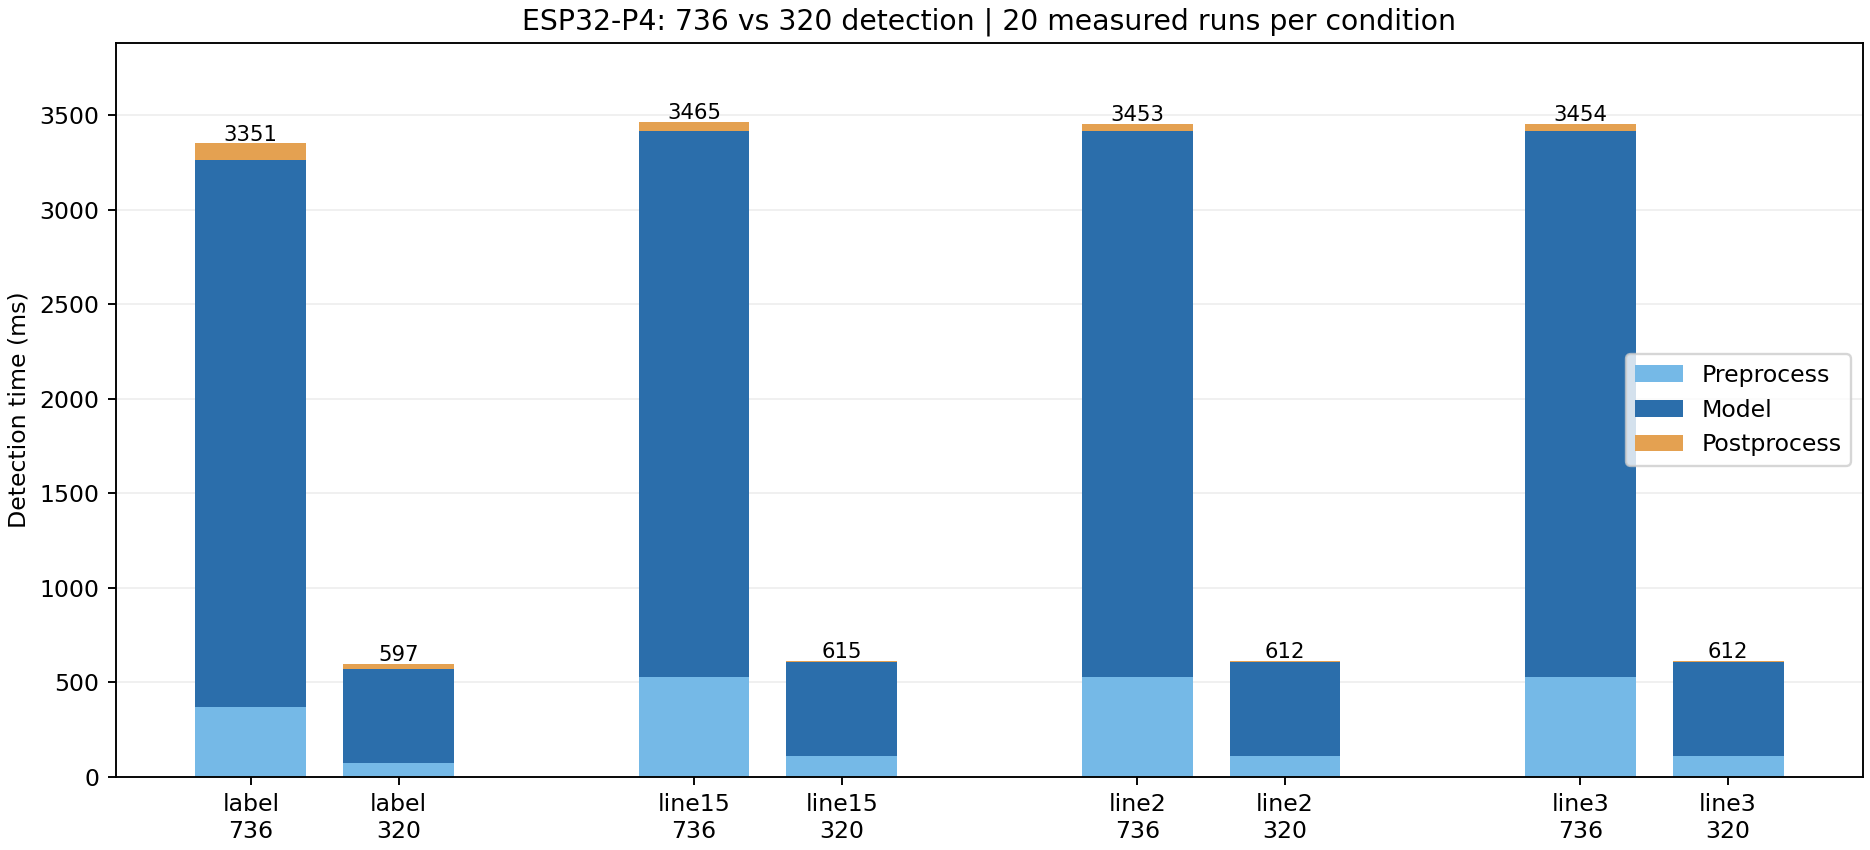 ESP32-P4: 736 vs 320 detection | 20 measured runs per condition
Detection time (ms)
3500
3000
2500
2000
1500
1000
500
0
3351
597
3465
615
3453
612
3454
612
Preprocess
Model
Postprocess
label
736
label
320
line15
736
line15
320
line2
736
line2
320
line3
736
line3
320